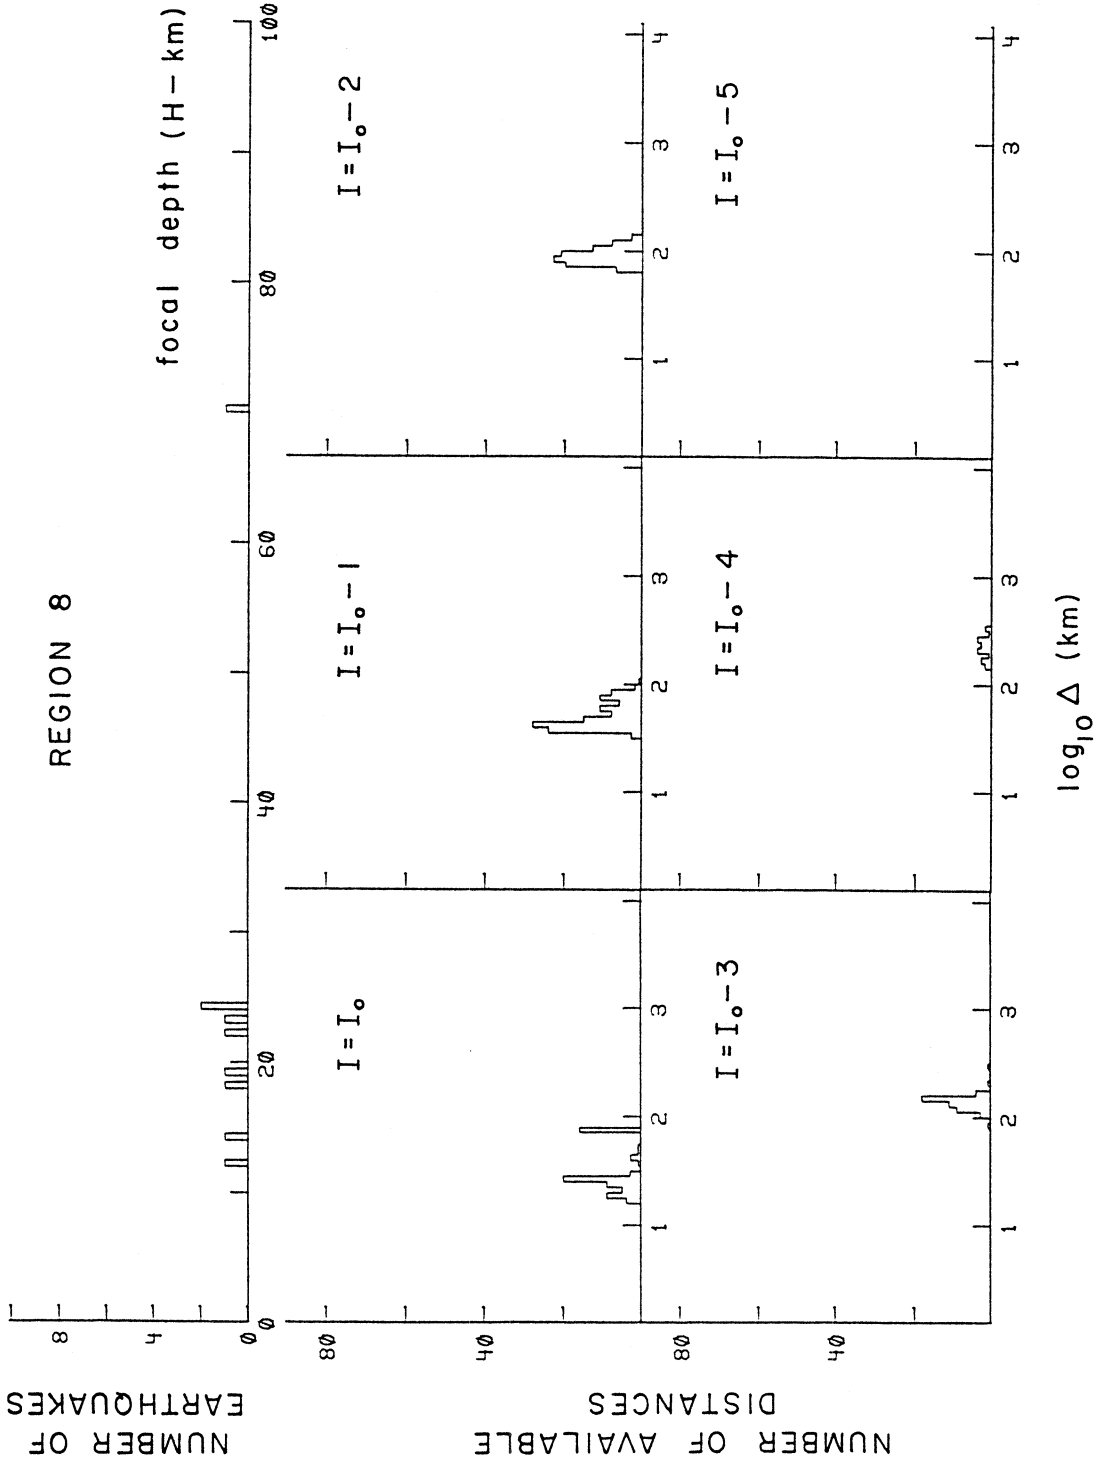 REGION 8
NUMBER OF
EARTHQUAKES
8
4
0
0 20 40 60 80 100
focal depth (H-km)
NUMBER OF AVAILABLE
DISTANCES
80
40
I = I₀
1 2 3
I = I₀-1
1 2 3
I = I₀-2
1 2 3 4
80
40
I = I₀-3
1 2 3
I = I₀-4
1 2 3
I = I₀-5
1 2 3 4
log₁₀ Δ (km)